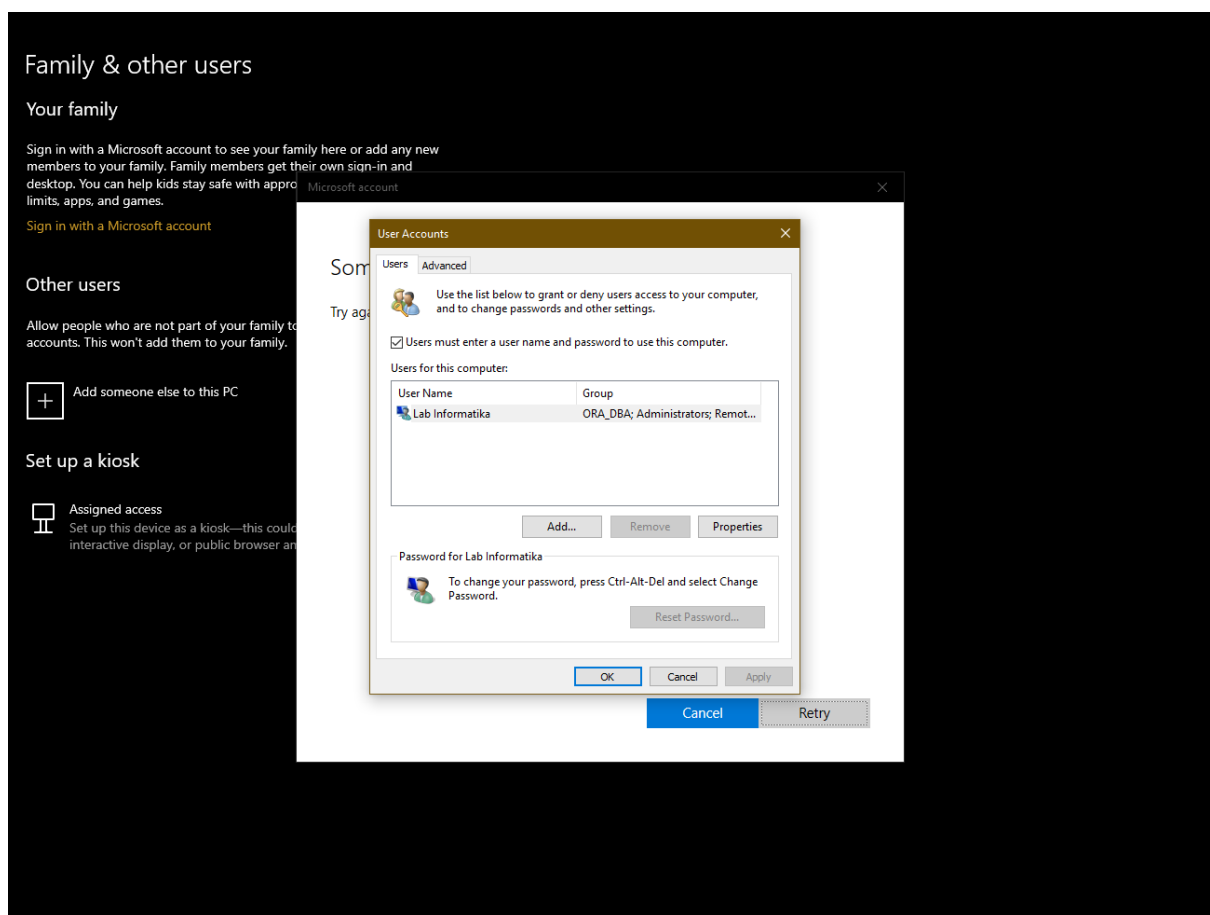 Family & other users
Your family
Sign in with a Microsoft account to see your family here or add any new
members to your family. Family members get their own sign-in and
desktop. You can help kids stay safe with appro
limits, apps, and games.
Sign in with a Microsoft account
Other users
Allow people who are not part of your family to
accounts. This won't add them to your family.
Add someone else to this PC
Set up a kiosk
Assigned access
Set up this device as a kiosk—this could
interactive display, or public browser an
Microsoft account
Som
Try aga
User Accounts
Users Advanced
Use the list below to grant or deny users access to your computer,
and to change passwords and other settings.
Users must enter a user name and password to use this computer.
Users for this computer:
User Name Group
Lab Informatika ORA_DBA; Administrators; Remot...
Add... Remove Properties
Password for Lab Informatika
To change your password, press Ctrl-Alt-Del and select Change
Password.
Reset Password...
OK Cancel Apply
Cancel Retry